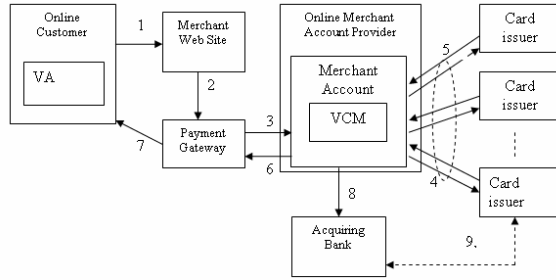 Online
Customer
VA
1
Merchant
Web Site
2
Payment
Gateway
7
3
6
Online Merchant
Account Provider
Merchant
Account
VCM
5
4
Card
issuer
Card
issuer
Card
issuer
8
Acquiring
Bank
9.